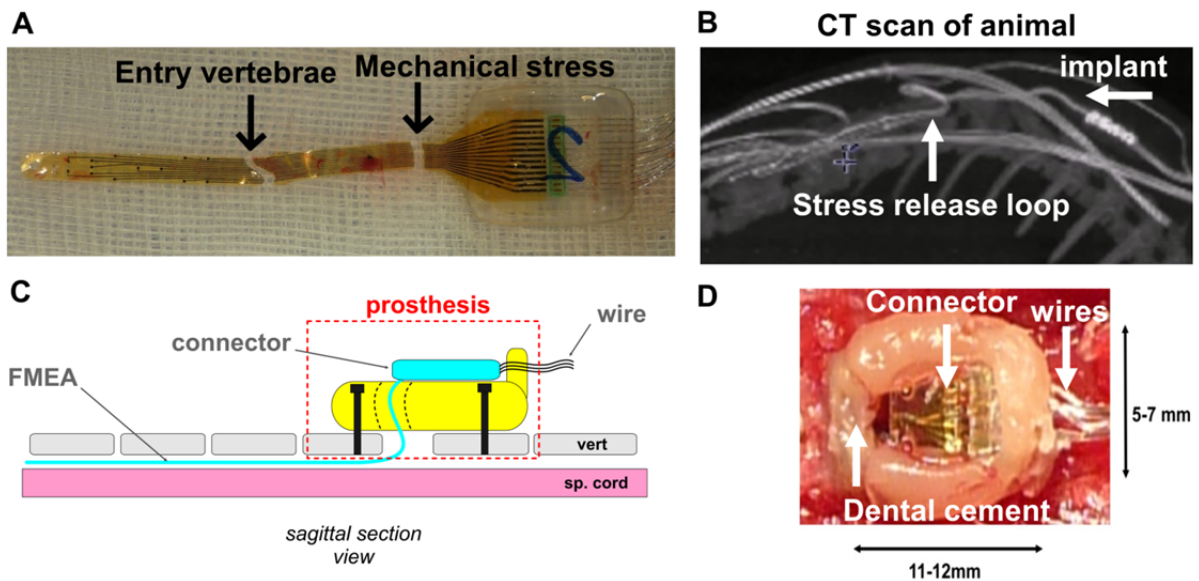 A
Entry vertebrae
Mechanical stress
B
CT scan of animal
implant
Stress release loop
C
prosthesis
connector
wire
FMEA
vert
sp. cord
sagittal section
view
D
Connector
wires
5-7 mm
Dental cement
11-12mm